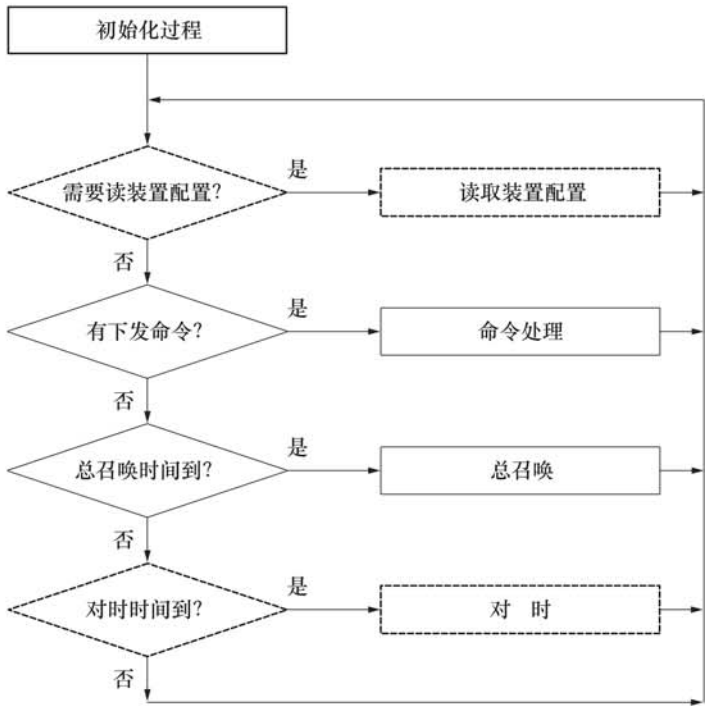 初始化过程
需要读装置配置?
是
读取装置配置
否
有下发命令?
是
命令处理
否
总召唤时间到?
是
总召唤
否
对时时间到?
是
对 时
否